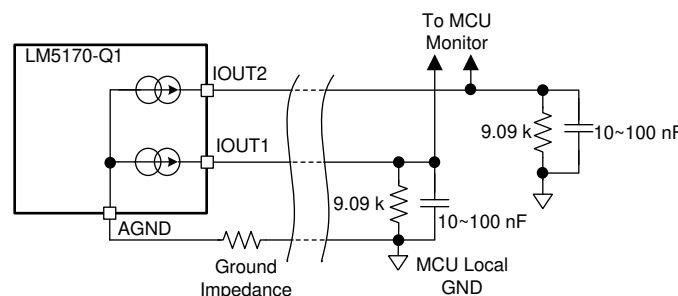 To MCU
Monitor
LM5170-Q1
IOUT2
9.09 k
10~100 nF
IOUT1
9.09 k
10~100 nF
AGND
Ground
Impedance
MCU Local
GND